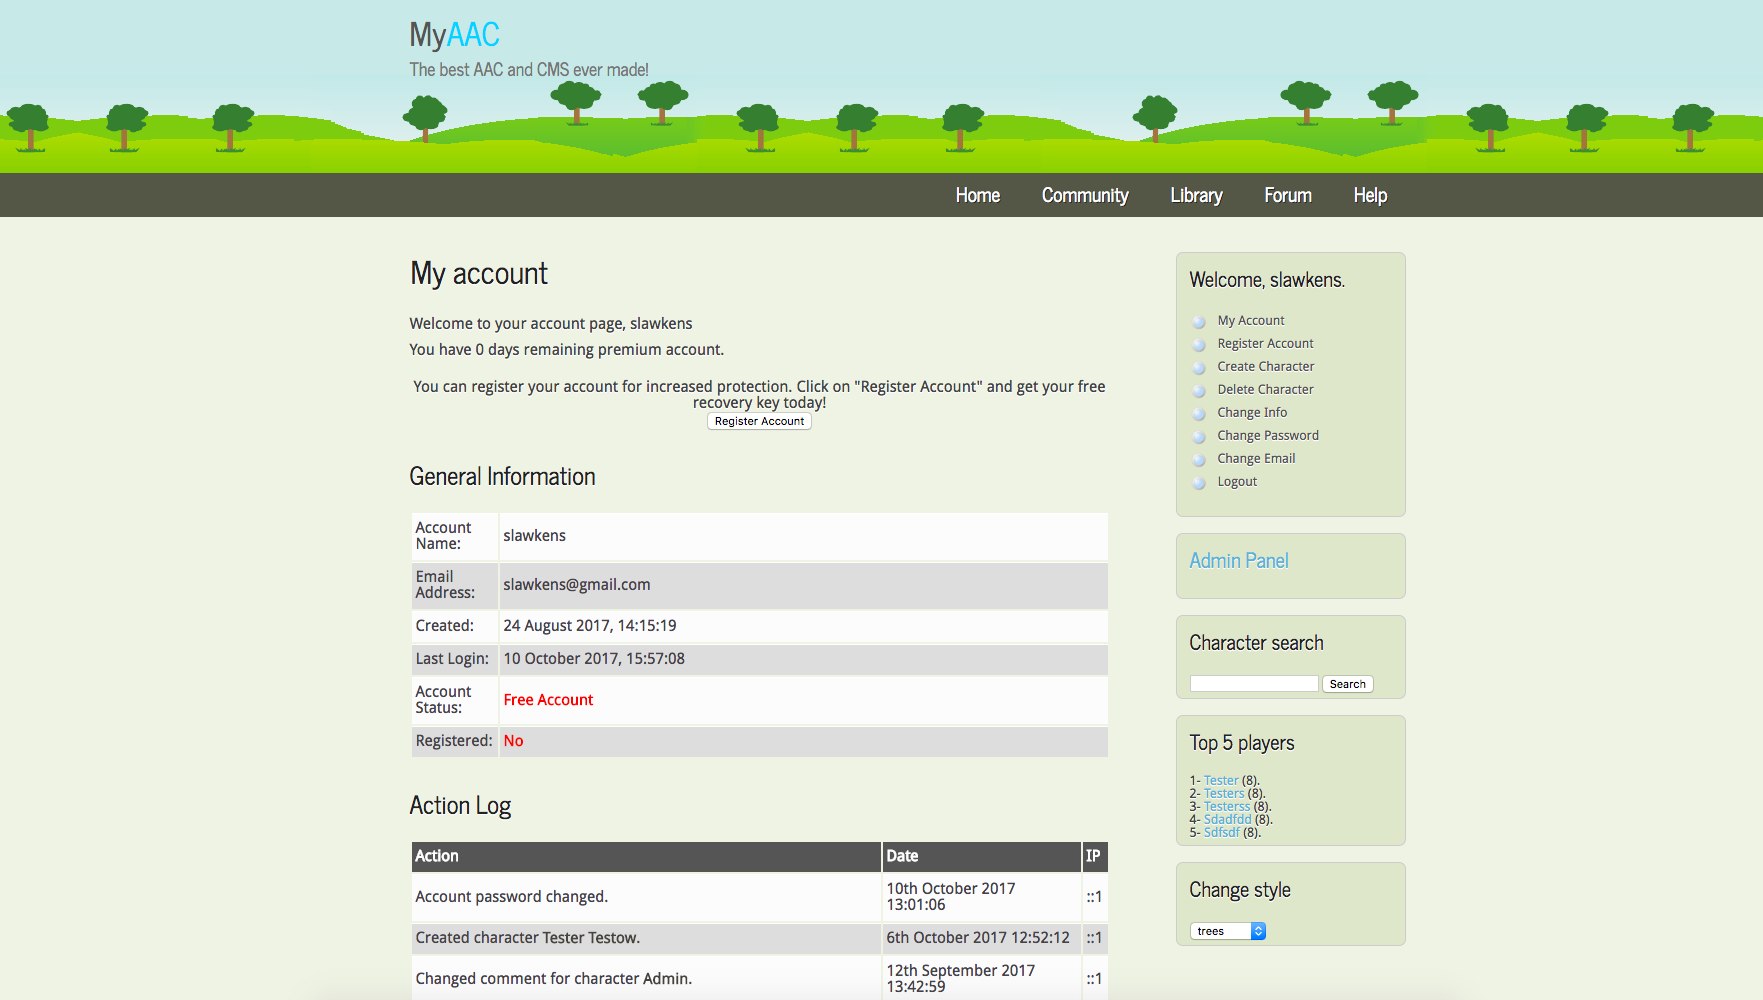 MyAAC
The best AAC and CMS ever made!
Home Community Library Forum Help
My account
Welcome to your account page, slawkens
You have 0 days remaining premium account.
You can register your account for increased protection. Click on "Register Account" and get your free
recovery key today!
Register Account
General Information
Account
Name:
slawkens
Email
Address:
slawkens@gmail.com
Created: 24 August 2017, 14:15:19
Last Login: 10 October 2017, 15:57:08
Account
Status:
Free Account
Registered: No
Action Log
Action Date IP
Account password changed.
10th October 2017
13:01:06
::1
Created character Tester Testow. 6th October 2017 12:52:12 ::1
Changed comment for character Admin.
12th September 2017
13:42:59
::1
Welcome, slawkens.
My Account
Register Account
Create Character
Delete Character
Change Info
Change Password
Change Email
Logout
Admin Panel
Character search
Search
Top 5 players
1- Tester (8).
2- Testers (8).
3- Testerss (8).
4- Sdadfdd (8).
5- Sdfsdf (8).
Change style
trees